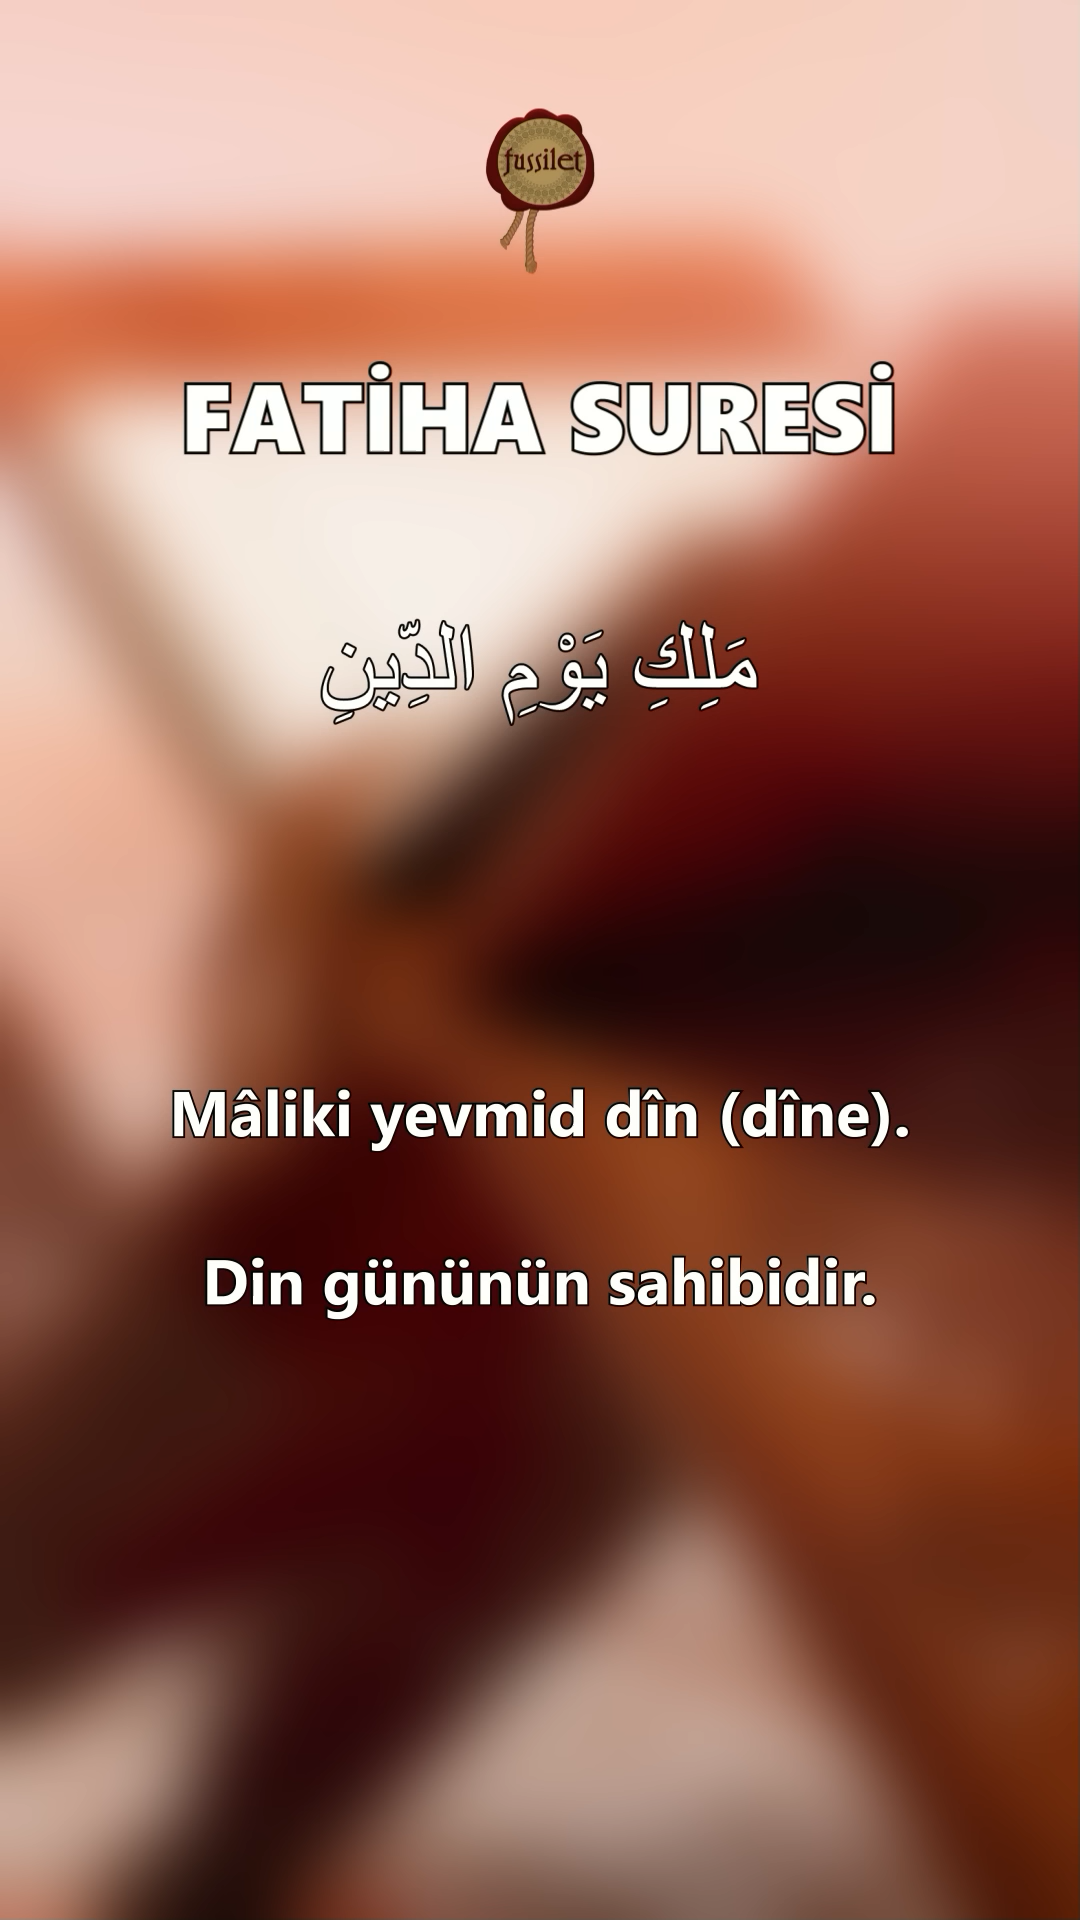 fussilet
FATİHA SURESİ
مَلِكِ يَوْمِ الدِّينِ
Mâliki yevmid dîn (dîne).
Din gününün sahibidir.